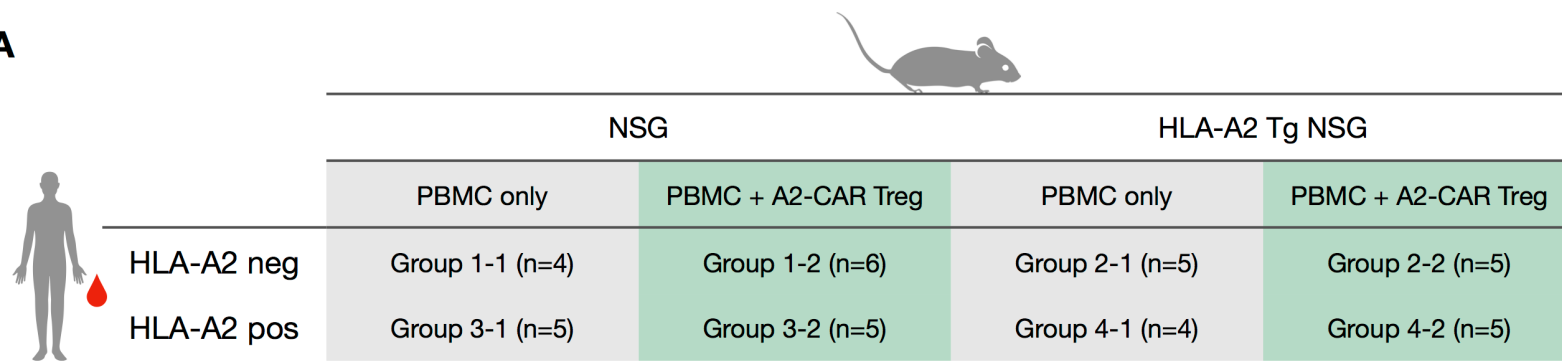 A
NSG HLA-A2 Tg NSG
PBMC only PBMC + A2-CAR Treg PBMC only PBMC + A2-CAR Treg
HLA-A2 neg Group 1-1 (n=4) Group 1-2 (n=6) Group 2-1 (n=5) Group 2-2 (n=5)
HLA-A2 pos Group 3-1 (n=5) Group 3-2 (n=5) Group 4-1 (n=4) Group 4-2 (n=5)